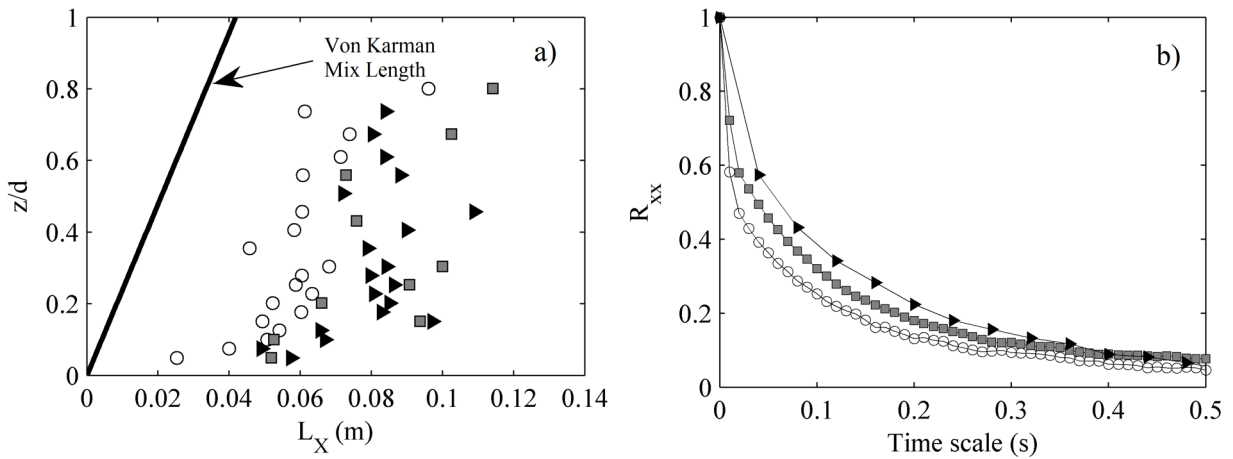 a)
Von Karman
Mix Length
1
0.8
0.6
0.4
0.2
0
z/d
0 0.02 0.04 0.06 0.08 0.1 0.12 0.14
L_X (m)
b)
1
0.8
0.6
0.4
0.2
0
R_xx
0 0.1 0.2 0.3 0.4 0.5
Time scale (s)